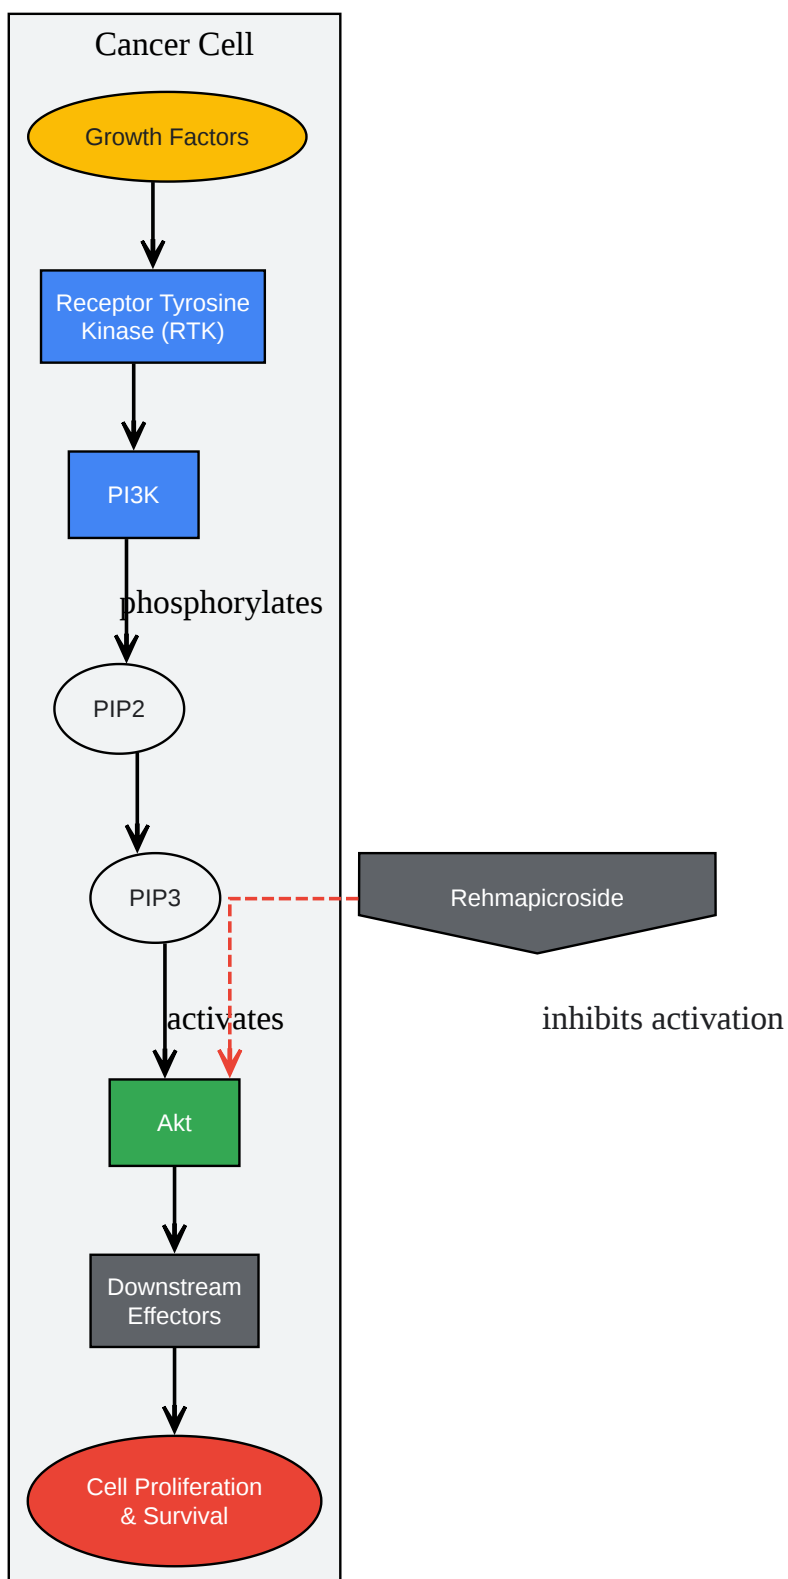 Cancer Cell
Growth Factors
Receptor Tyrosine
Kinase (RTK)
PI3K
phosphorylates
PIP2
PIP3
Rehmapicroside
activates
inhibits activation
Akt
Downstream
Effectors
Cell Proliferation
& Survival